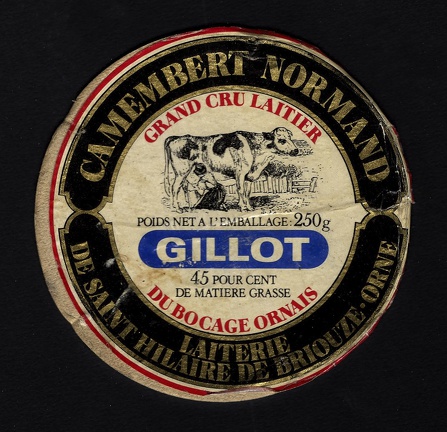 CAMEMBERT NORMAND
GRAND CRU LAITIER
POIDS NET A L'EMBALLAGE: 250g
GILLOT
45 POUR CENT
DE MATIERE GRASSE
DU BOCAGE ORNAIS
LAITERIE
DE SAINT HILAIRE DE BRIOUZE-ORNE